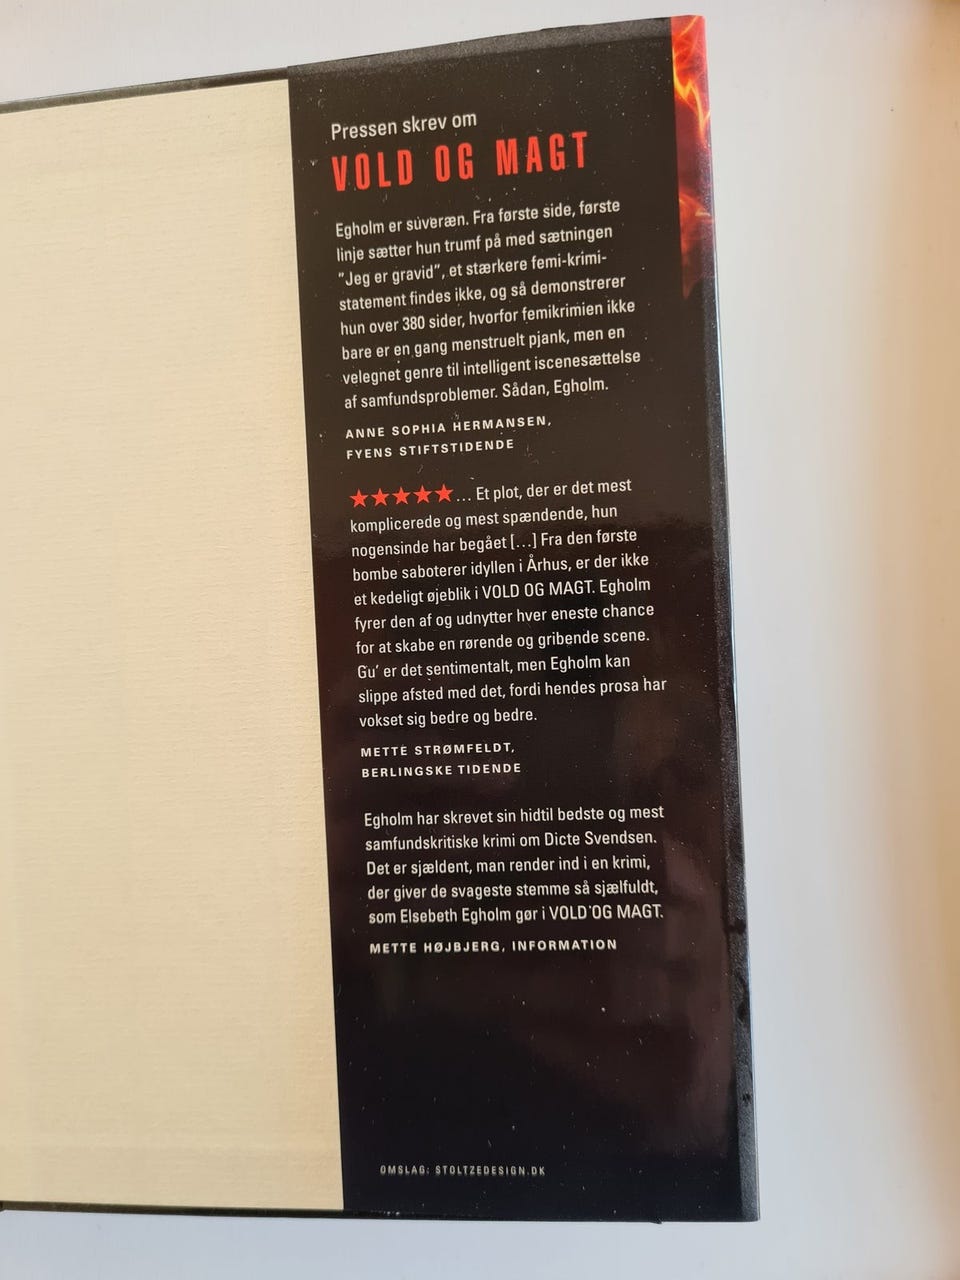 Pressen skrev om
VOLD OG MAGT
Egholm er suveræn. Fra første side, første
linje sætter hun trumf på med sætningen
"Jeg er gravid", et stærkere femi-krimi-
statement findes ikke, og så demonstrerer
hun over 380 sider, hvorfor femikrimien ikke
bare er en gang menstruelt pjank, men en
velegnet genre til intelligent iscenesættelse
af samfundsproblemer. Sådan, Egholm.
ANNE SOPHIA HERMANSEN,
FYENS STIFTSTIDENDE
★★★★★... Et plot, der er det mest
komplicerede og mest spændende, hun
nogensinde har begået [...] Fra den første
bombe saboterer idyllen i Århus, er der ikke
et kedeligt øjeblik i VOLD OG MAGT. Egholm
fyrer den af og udnytter hver eneste chance
for at skabe en rørende og gribende scene.
Gu' er det sentimentalt, men Egholm kan
slippe afsted med det, fordi hendes prosa har
vokset sig bedre og bedre.
METTE STRØMFELDT,
BERLINGSKE TIDENDE
Egholm har skrevet sin hidtil bedste og mest
samfundskritiske krimi om Dicte Svendsen.
Det er sjældent, man render ind i en krimi,
der giver de svageste stemme så sjælfuldt,
som Elsebeth Egholm gør i VOLD OG MAGT.
METTE HØJBJERG, INFORMATION
OMSLAG: STOLTZEDESIGN.DK